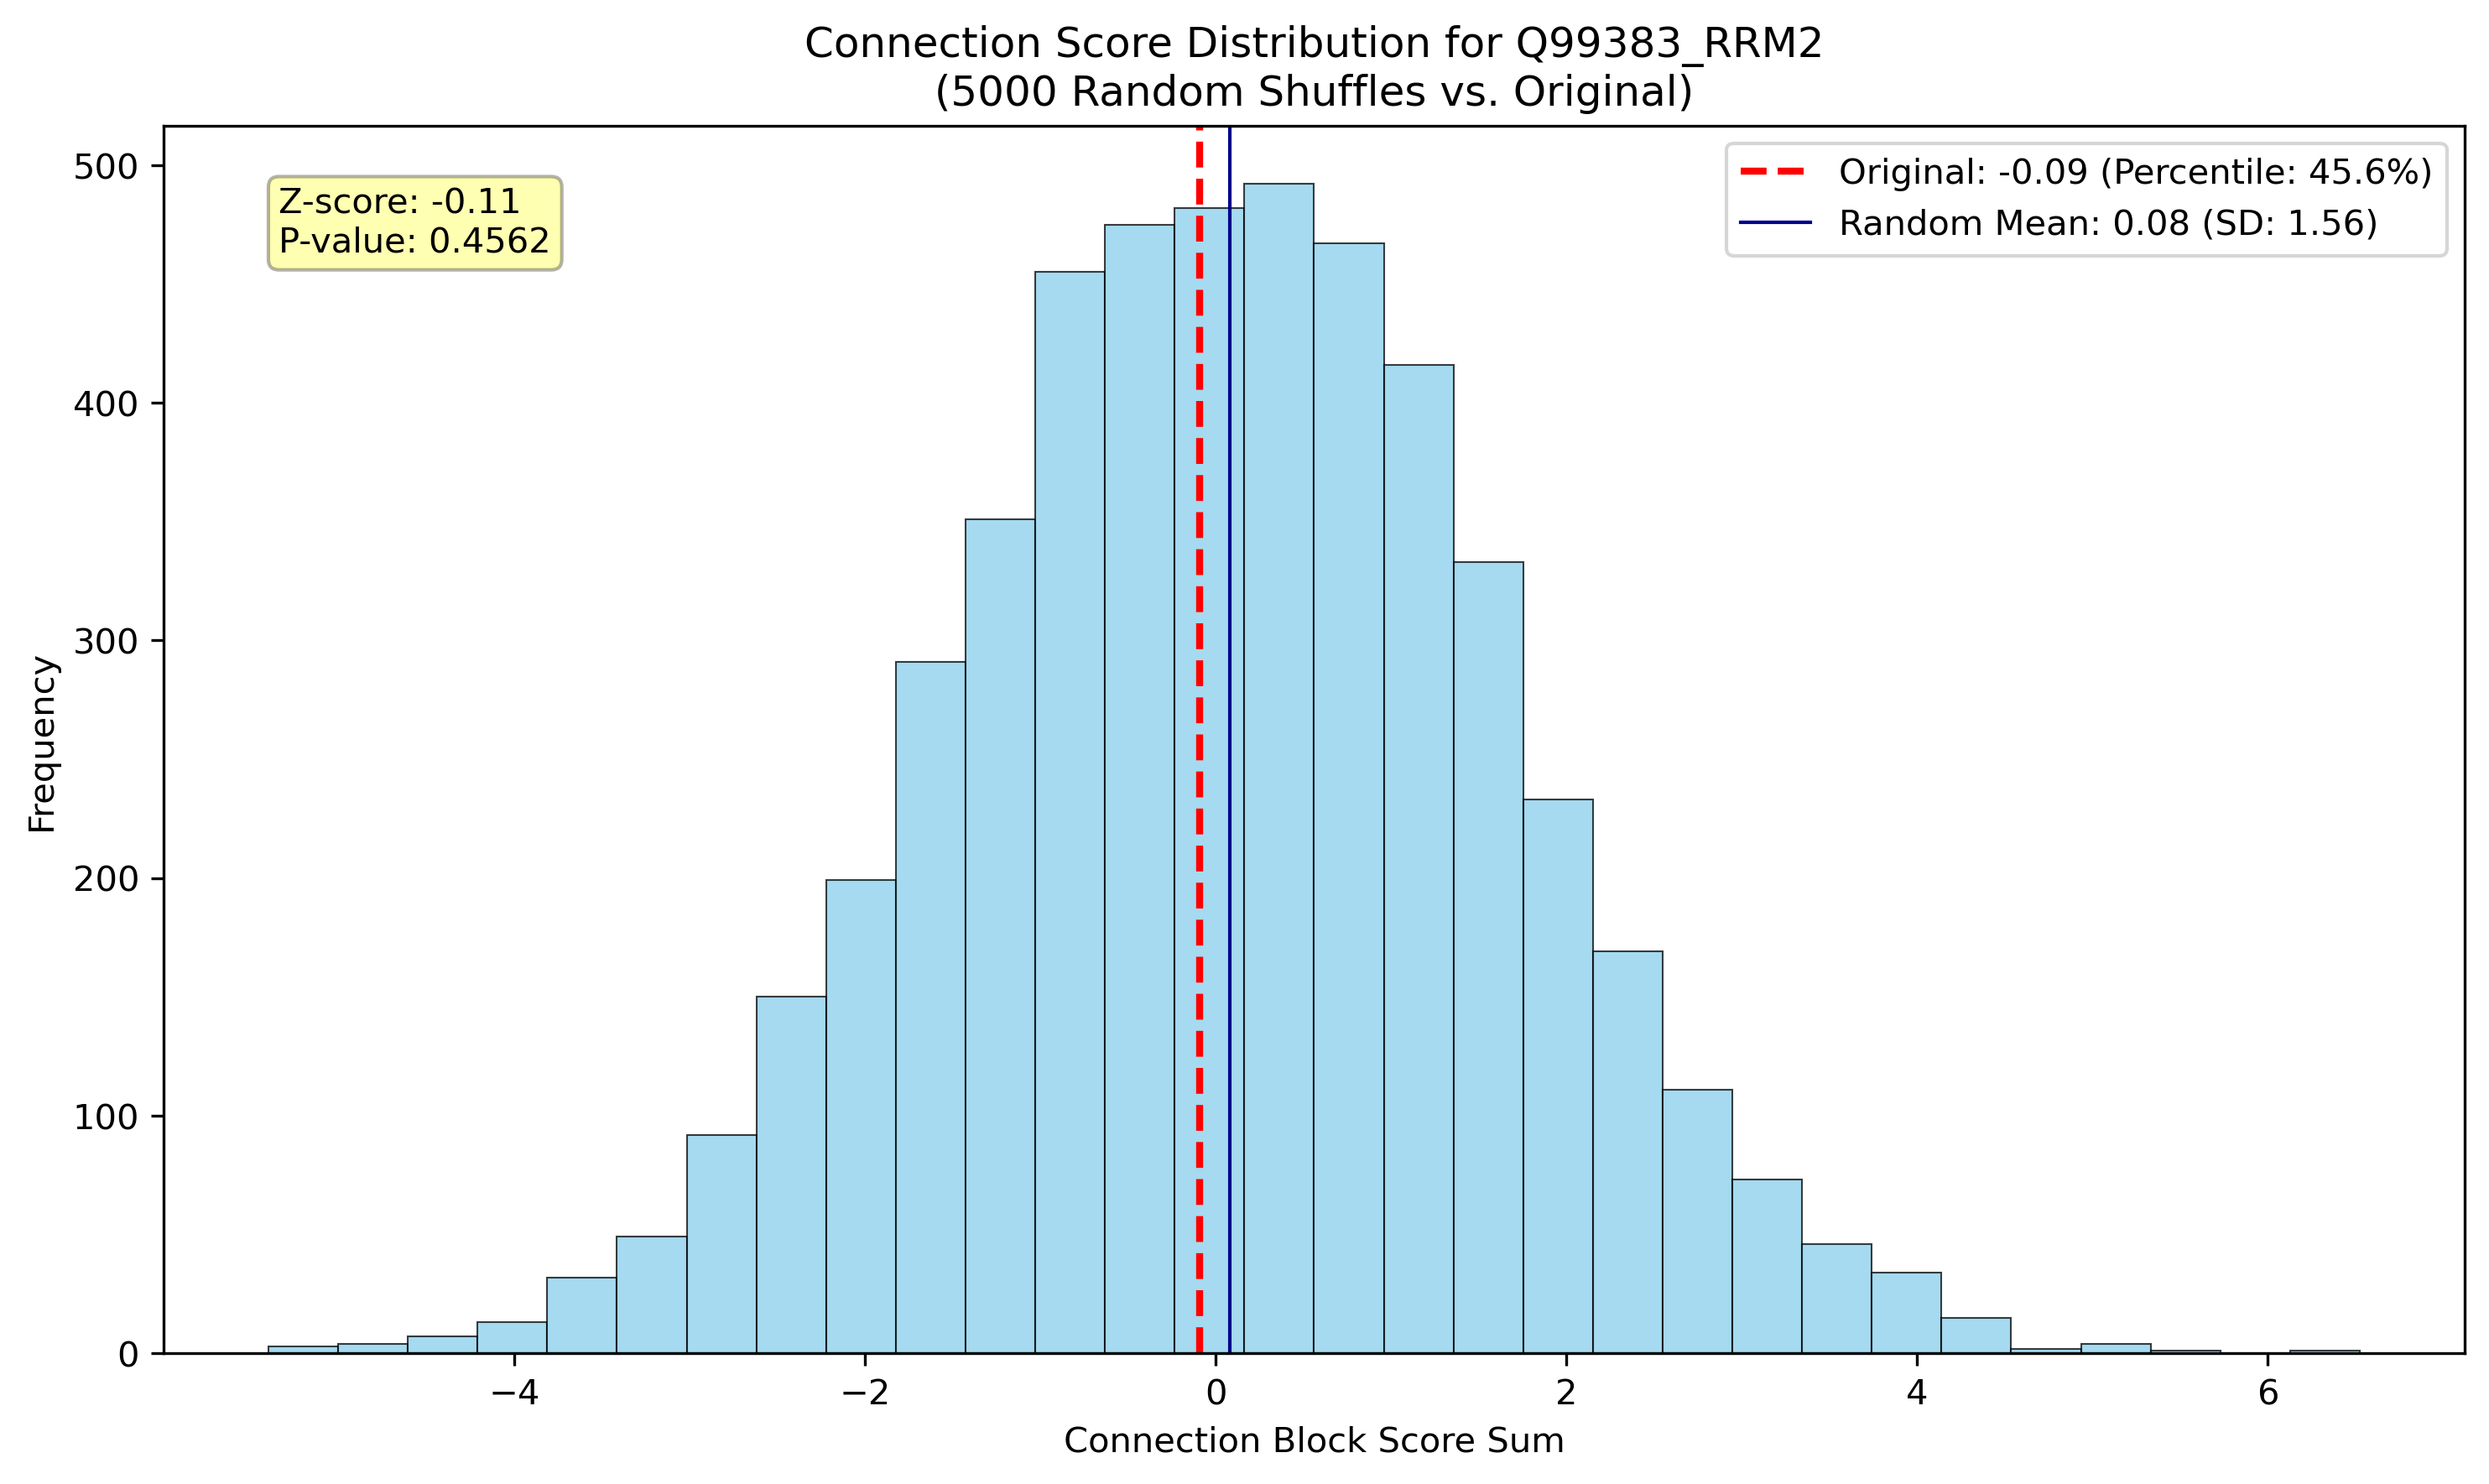 Connection Score Distribution for Q99383_RRM2
(5000 Random Shuffles vs. Original)
Z-score: -0.11
P-value: 0.4562
Original: -0.09 (Percentile: 45.6%)
Random Mean: 0.08 (SD: 1.56)
Frequency
500
400
300
200
100
0
−4
−2
0
2
4
6
Connection Block Score Sum